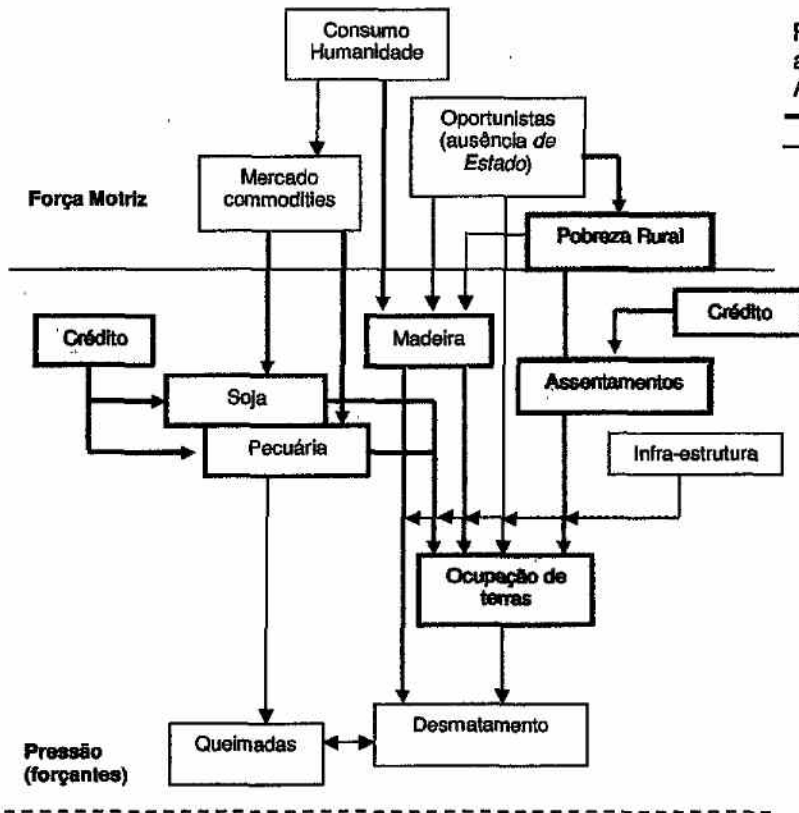 Consumo
Humanidade
Oportunistas
(ausência de
Estado)
Mercado
commodities
Força Motriz
Pobreza Rural
Crédito
Crédito
Madeira
Assentamentos
Soja
Pecuária
Infra-estrutura
Ocupação de
terras
Desmatamento
Queimadas
Pressão
(forçantes)